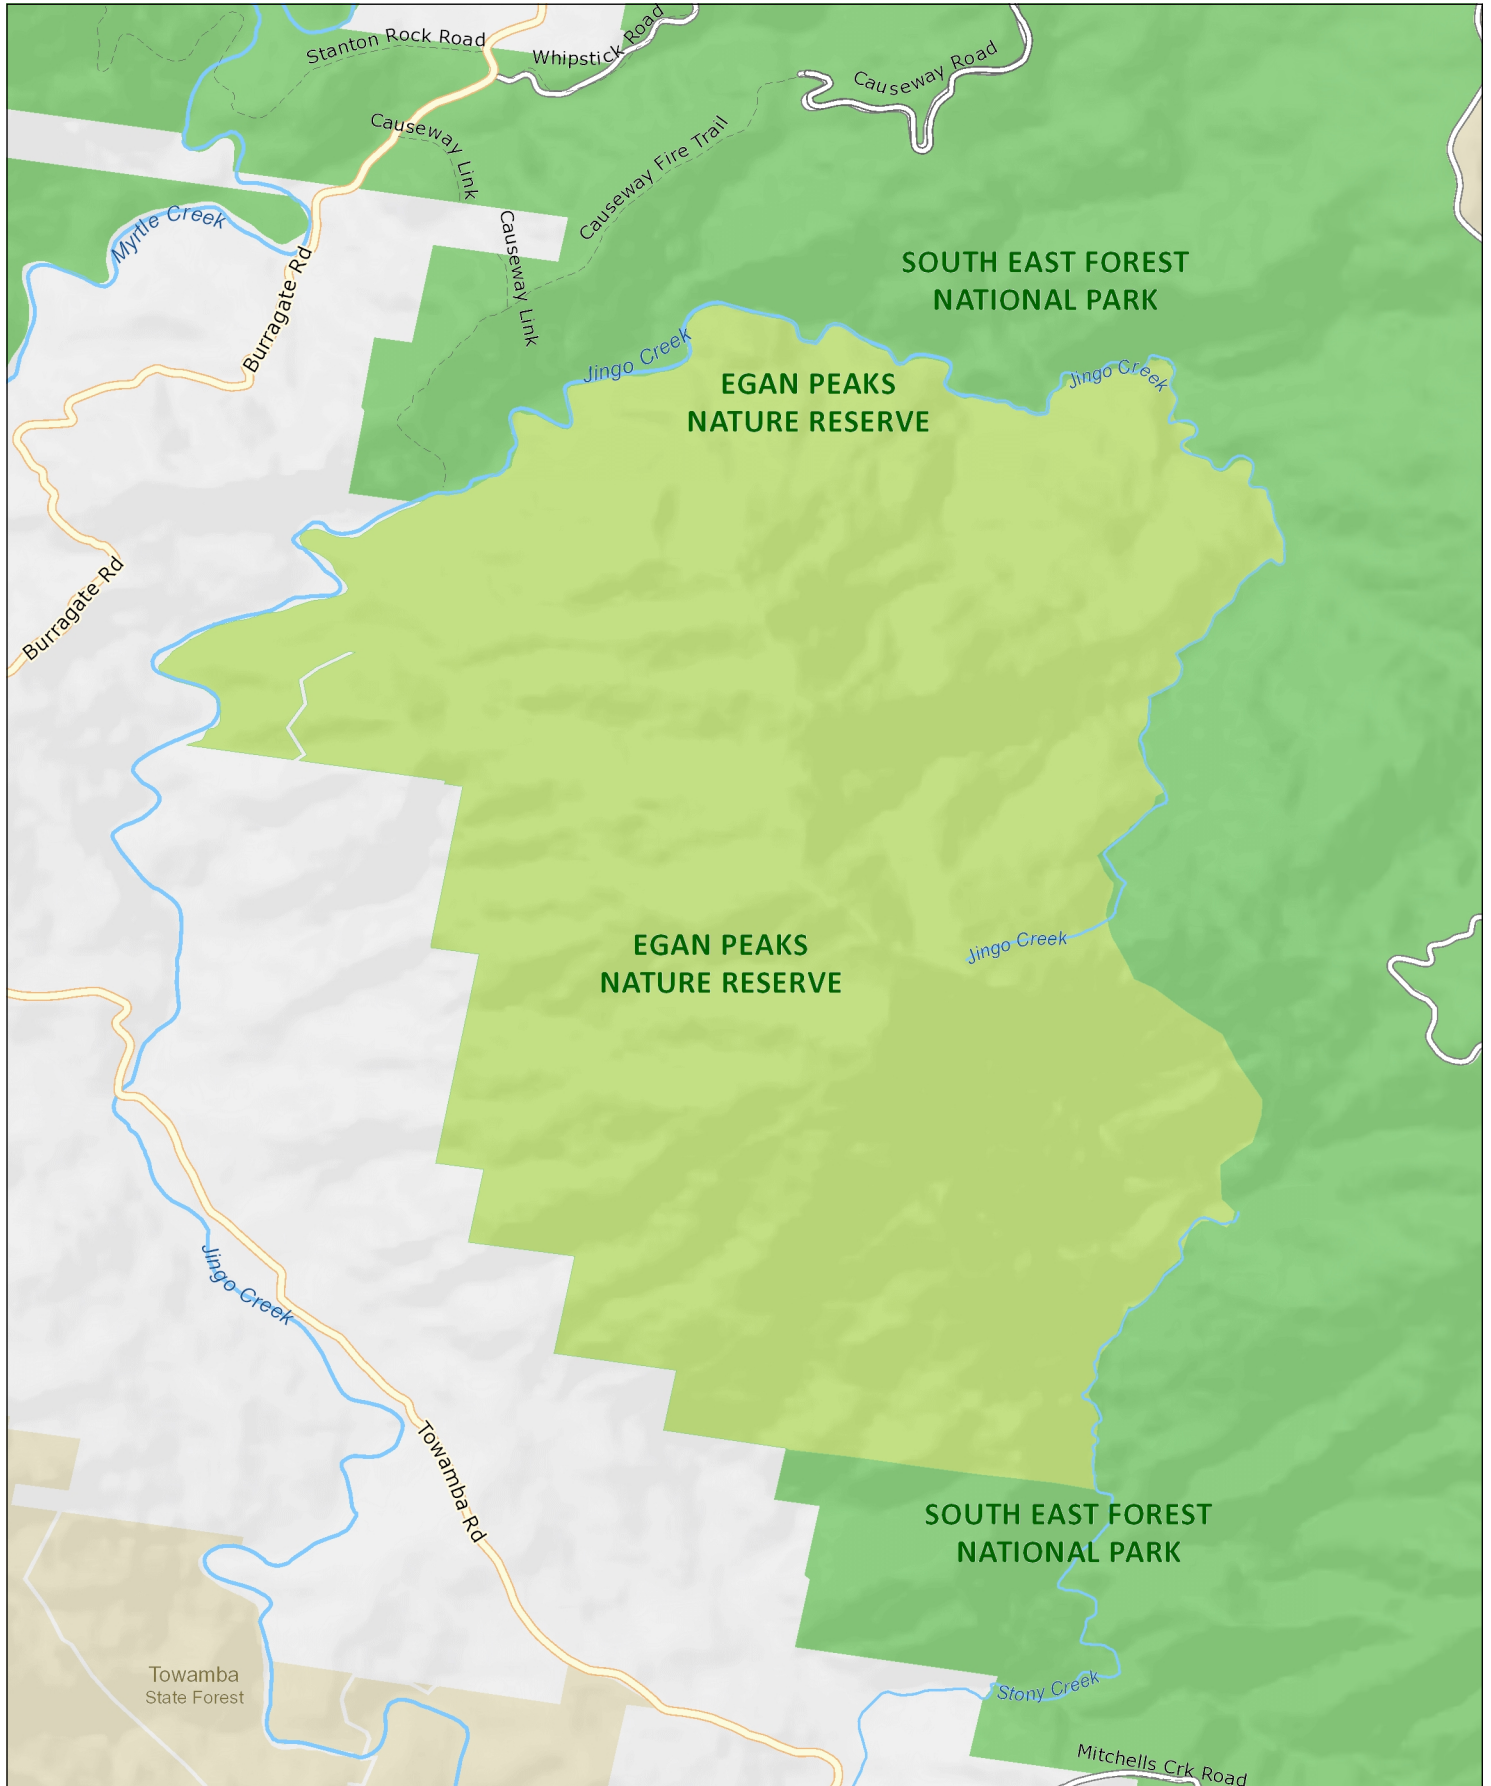 Stanton Rock Road
Whipstick Road
Causeway Road
Causeway Link
Causeway Fire Trail
Myrtle Creek
Causeway Link
Burragate Rd
SOUTH EAST FOREST
NATIONAL PARK
Jingo Creek
Jingo Creek
EGAN PEAKS
NATURE RESERVE
Burragate Rd
Jingo Creek
EGAN PEAKS
NATURE RESERVE
Jingo Creek
Towamba Rd
SOUTH EAST FOREST
NATIONAL PARK
Towamba
State Forest
Stony Creek
Mitchells Crk Road